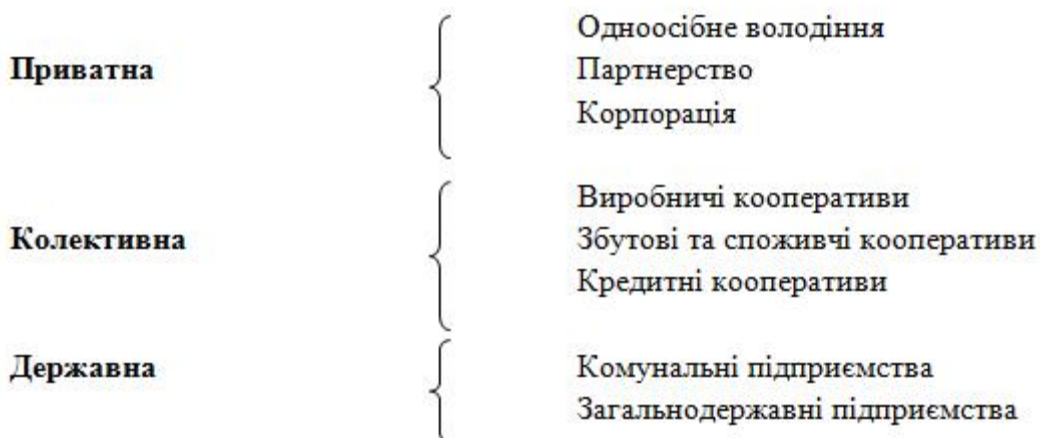 Одноосібне володіння
Приватна Партнерство
Корпорація
Виробничі кооперативи
Колективна Збутові та споживчі кооперативи
Кредитні кооперативи
Державна Комунальні підприємства
Загальнодержавні підприємства